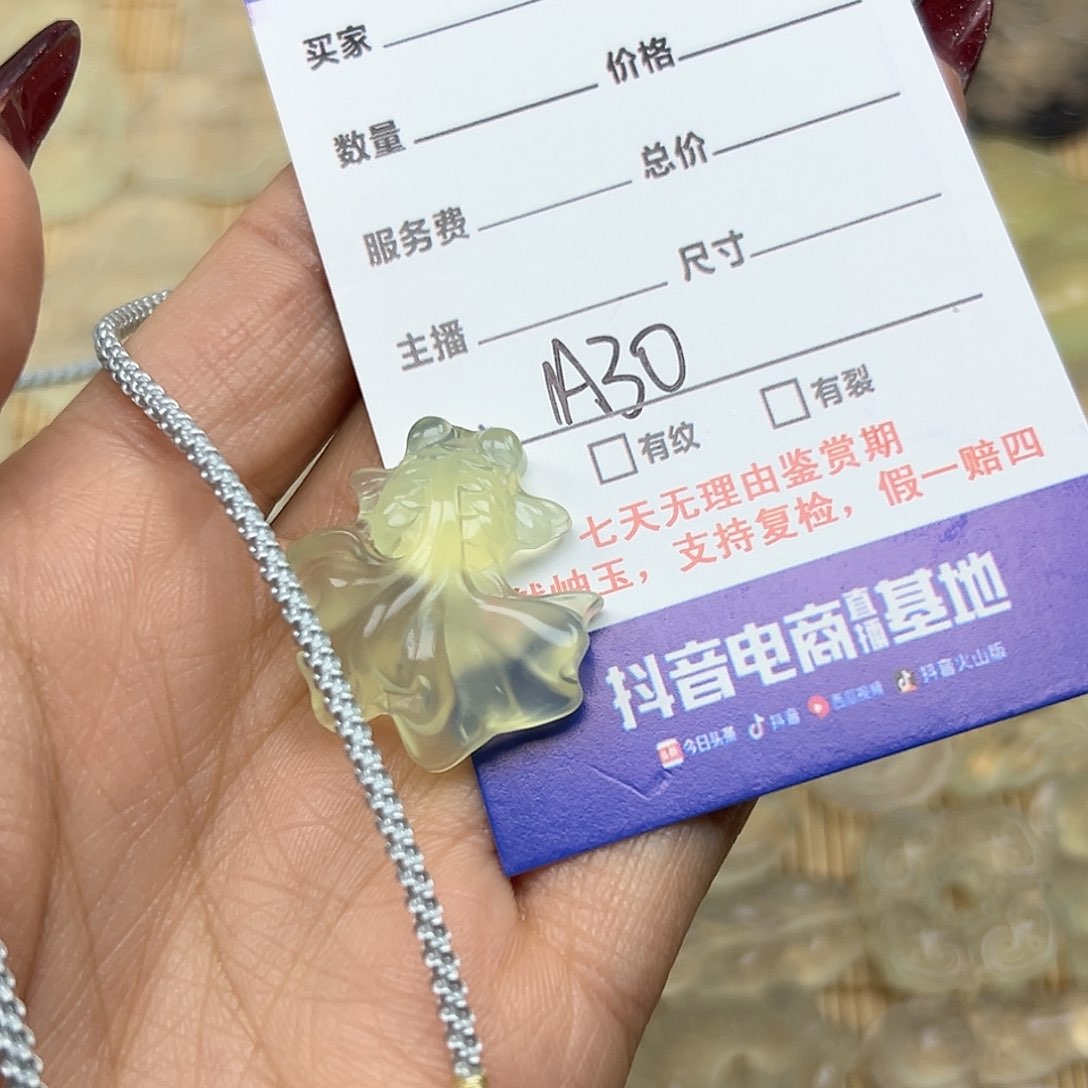 买家
价格
数量
总价
服务费
尺寸
主播
A30
有纹
有裂
七天无理由鉴赏期
岫玉，支持复检，假一赔四
抖音电商直播基地
今日头条 抖音 西瓜视频 抖音火山版